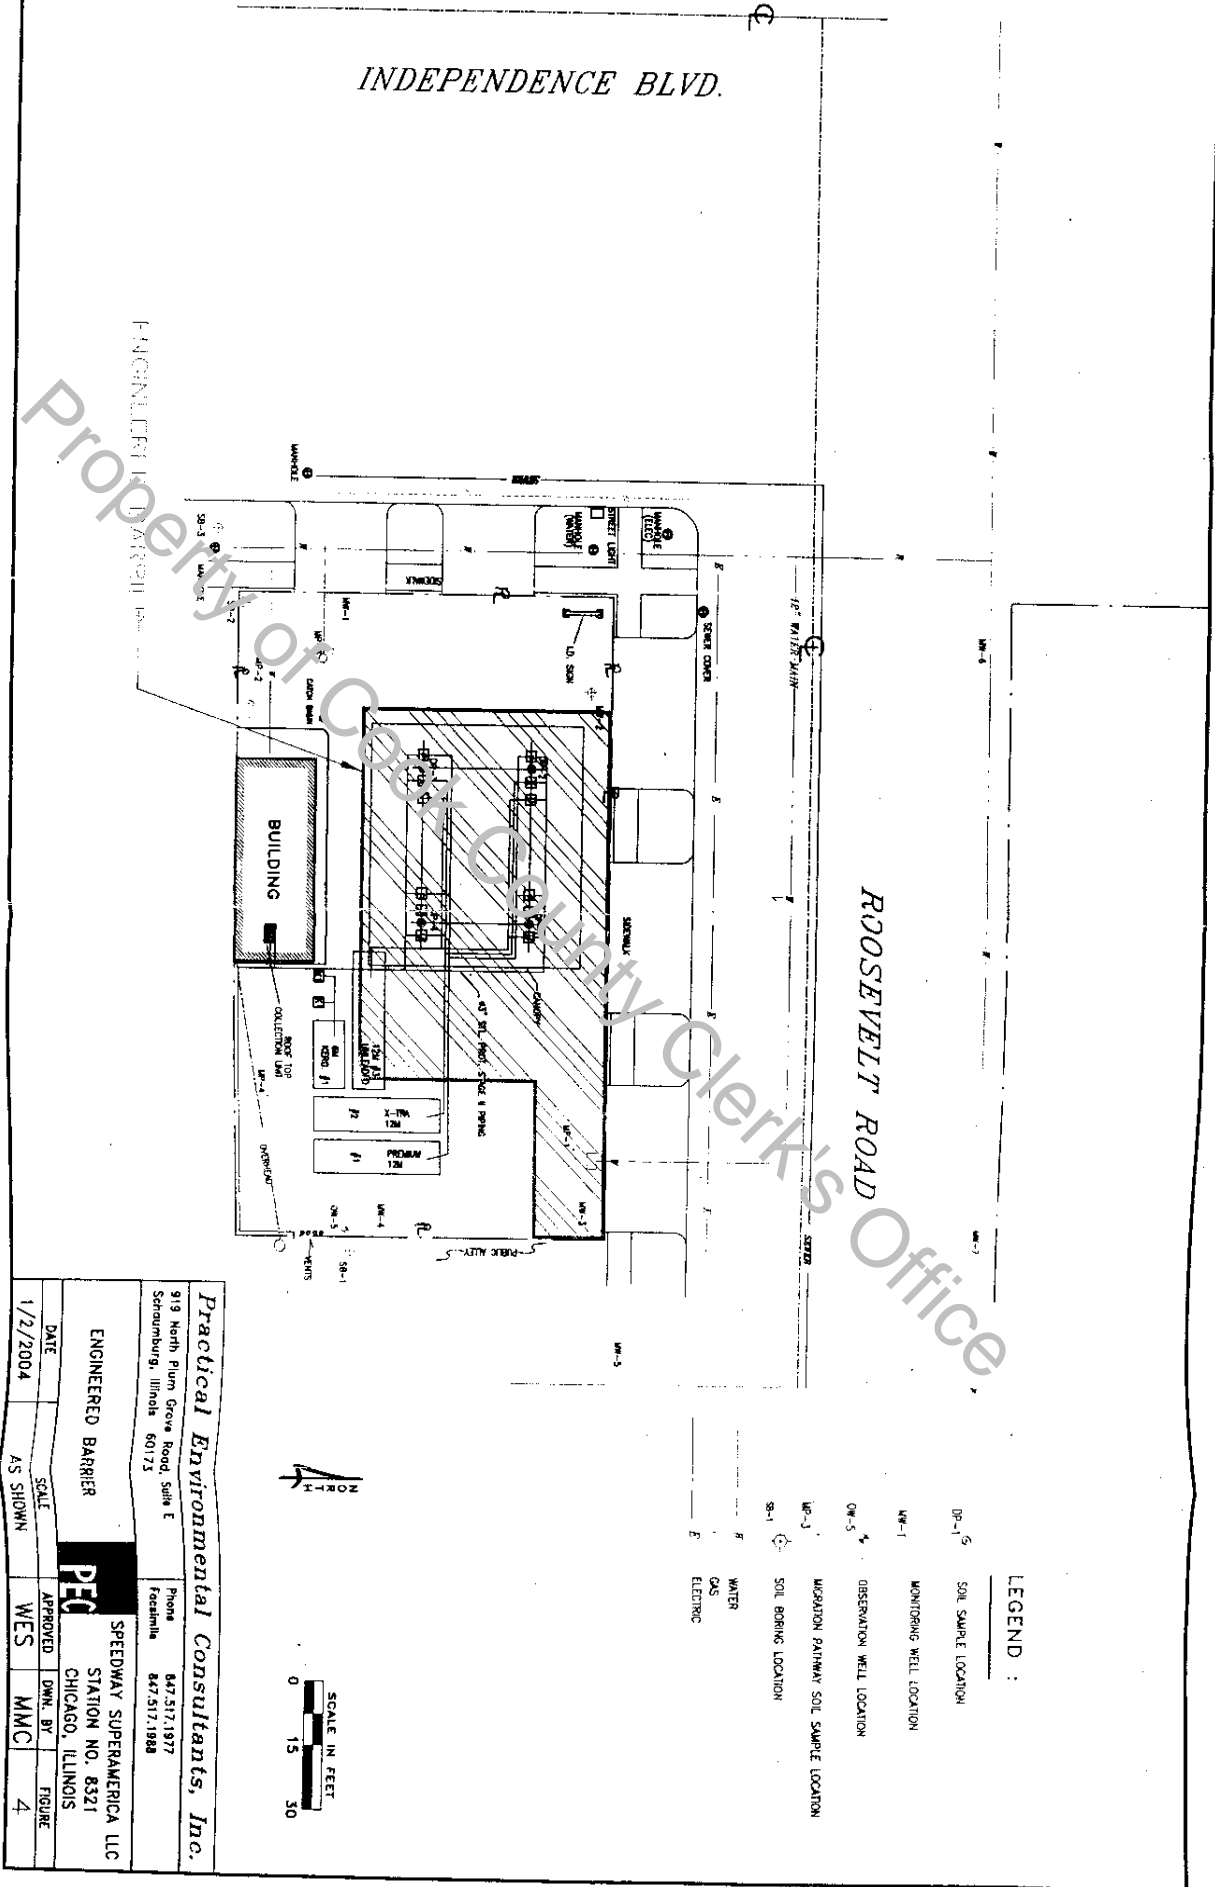 INDEPENDENCE BLVD.
ROOSEVELT ROAD
MANHOLE
SEWER
SB-3
MANHOLE
(WATER)
STREET LIGHT
MANHOLE
(ELEC)
SIDEWALK
SEWER COVER
12" WATER MAIN
MW-6
MW-1
I.D. SIGN
MP-2
CATCH BASIN
BUILDING
SIDEWALK
CANOPY
ROOF TOP
COLLECTION UNIT
KERO. #1
X-TRA
12M
#2
PREMIUM
12M
#1
MP-4
OVERHEAD
MW-3
MW-4
OW-5
SB-1
VENTS
PUBLIC ALLEY
SEWER
MW-7
MW-5
Property of Cook County Clerk's Office
LEGEND :
DP-1 SOIL SAMPLE LOCATION
MW-1 MONITORING WELL LOCATION
OW-5 OBSERVATION WELL LOCATION
MP-3 MIGRATION PATHWAY SOIL SAMPLE LOCATION
SB-1 SOIL BORING LOCATION
WATER
GAS
E ELECTRIC
NORTH
SCALE IN FEET
0 15 30
Practical Environmental Consultants, Inc.
919 North Plum Grove Road, Suite E
Schaumburg, Illinois 60173
Phone 847.517.1977
Facsimile 847.517.1988
ENGINEERED BARRIER
PEC
SPEEDWAY SUPERAMERICA LLC
STATION NO. 8321
CHICAGO, ILLINOIS
DATE SCALE APPROVED DWN. BY FIGURE
1/2/2004 AS SHOWN WES MMC 4